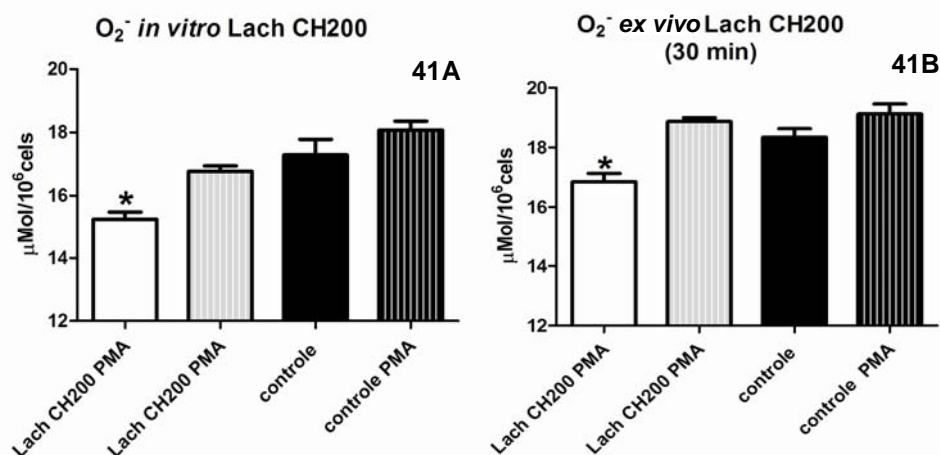 O₂⁻ in vitro Lach CH200
41A
20
18
16
14
12
μMol/10⁶cels
*
Lach CH200 PMA
Lach CH200 PMA
controle
controle PMA
O₂⁻ ex vivo Lach CH200
(30 min)
41B
20
18
16
14
12
μMol/10⁶cels
*
Lach CH200 PMA
Lach CH200 PMA
controle
controle PMA